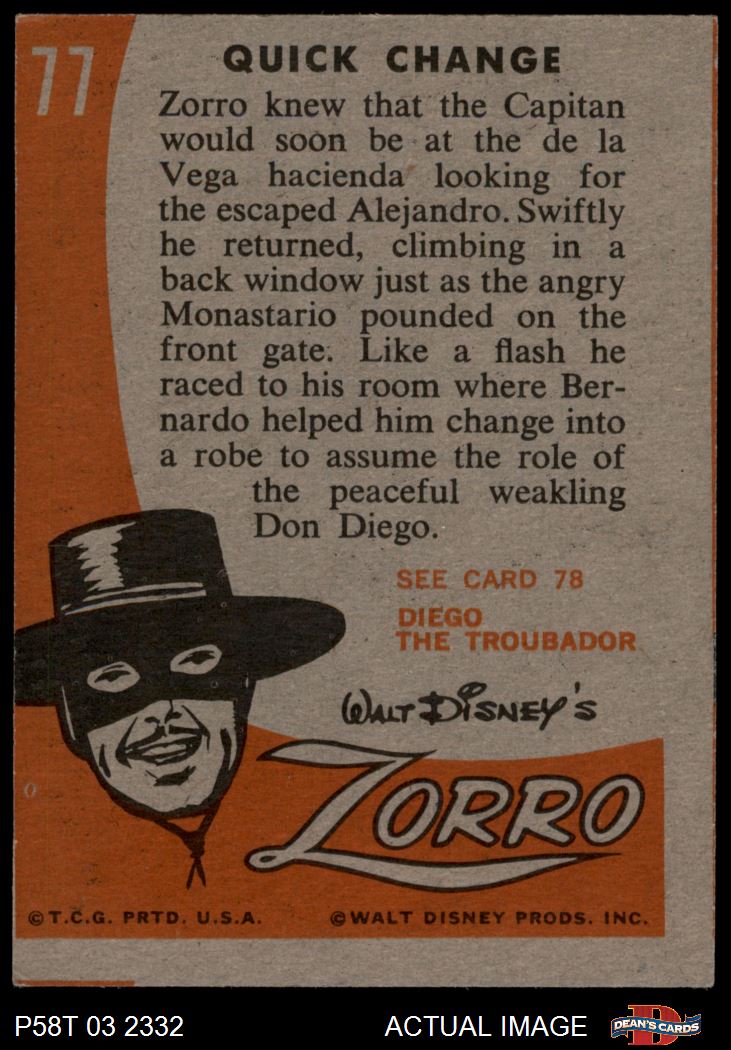 77
QUICK CHANGE
Zorro knew that the Capitan
would soon be at the de la
Vega hacienda looking for
the escaped Alejandro. Swiftly
he returned, climbing in a
back window just as the angry
Monastario pounded on the
front gate. Like a flash he
raced to his room where Ber-
nardo helped him change into
a robe to assume the role of
the peaceful weakling
Don Diego.
SEE CARD 78
DIEGO
THE TROUBADOR
WALT DISNEY'S
ZORRO
©T.C.G. PRTD. U.S.A.
©WALT DISNEY PRODS. INC.
P58T 03 2332
ACTUAL IMAGE
D
DEAN'S CARDS